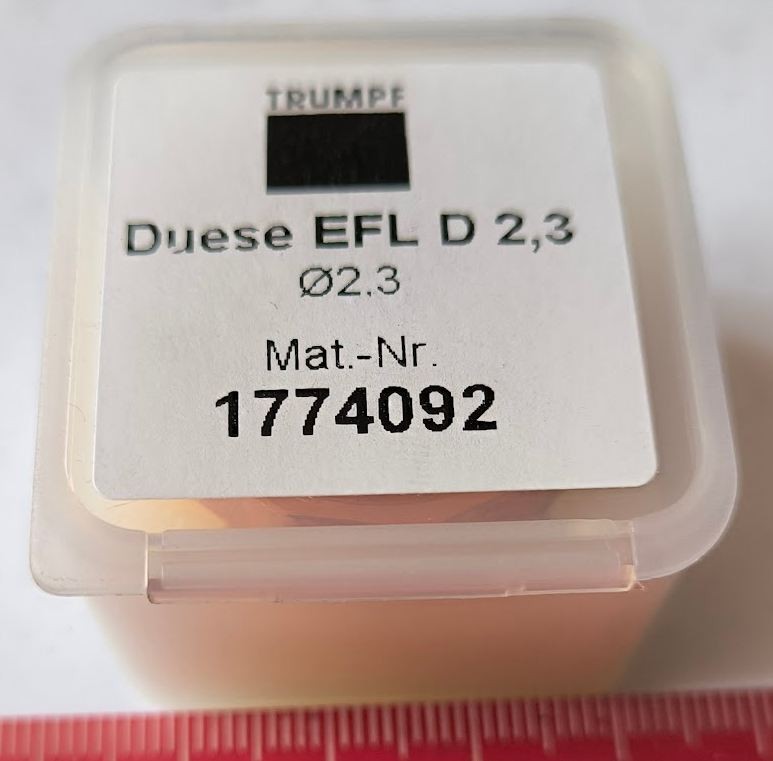 TRUMPF
Duese EFL D 2,3
Ø2.3
Mat.-Nr.
1774092